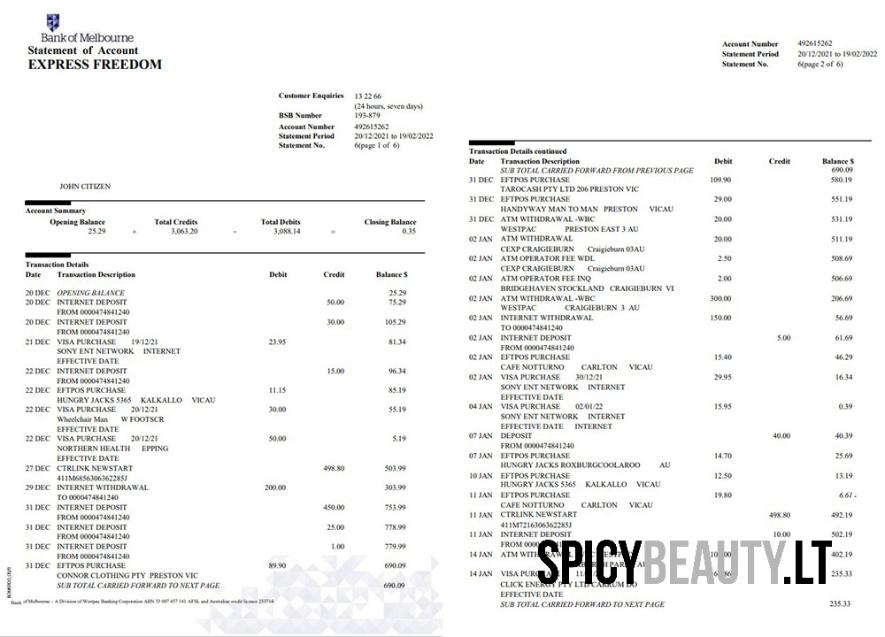 Bank of Melbourne
Statement of Account
EXPRESS FREEDOM
Customer Enquiries 13 22 66
(24 hours, seven days)
BSB Number 193-879
Account Number 492615262
Statement Period 20/12/2021 to 19/02/2022
Statement No. 6(page 1 of 6)
JOHN CITIZEN
Account Summary
Opening Balance Total Credits Total Debits Closing Balance
25.29 + 3,063.20 - 3,088.14 = 0.35
Transaction Details
Date Transaction Description Debit Credit Balance $
20 DEC OPENING BALANCE 25.29
20 DEC INTERNET DEPOSIT 50.00 75.29
FROM 0000474841240
20 DEC INTERNET DEPOSIT 30.00 105.29
FROM 0000474841240
21 DEC VISA PURCHASE 19/12/21 23.95 81.34
SONY ENT NETWORK INTERNET
EFFECTIVE DATE
22 DEC INTERNET DEPOSIT 15.00 96.34
FROM 0000474841240
22 DEC EFTPOS PURCHASE 11.15 85.19
HUNGRY JACKS 5365 KALKALLO VICAU
22 DEC VISA PURCHASE 20/12/21 30.00 55.19
Wheelchair Man W FOOTSCR
EFFECTIVE DATE
22 DEC VISA PURCHASE 20/12/21 50.00 5.19
NORTHERN HEALTH EPPING
EFFECTIVE DATE
27 DEC CTRLINK NEWSTART 498.80 503.99
411M6856306362285J
29 DEC INTERNET WITHDRAWAL 200.00 303.99
TO 0000474841240
31 DEC INTERNET DEPOSIT 450.00 753.99
FROM 0000474841240
31 DEC INTERNET DEPOSIT 25.00 778.99
FROM 0000474841240
31 DEC INTERNET DEPOSIT 1.00 779.99
FROM 0000474841240
31 DEC EFTPOS PURCHASE 89.90 690.09
CONNOR CLOTHING PTY PRESTON VIC
SUB TOTAL CARRIED FORWARD TO NEXT PAGE 690.09
Bank of Melbourne – A Division of Westpac Banking Corporation ABN 33 007 457 141 AFSL and Australian credit licence 233714.
Account Number 492615262
Statement Period 20/12/2021 to 19/02/2022
Statement No. 6(page 2 of 6)
Transaction Details continued
Date Transaction Description Debit Credit Balance $
SUB TOTAL CARRIED FORWARD FROM PREVIOUS PAGE 690.09
31 DEC EFTPOS PURCHASE 109.90 580.19
TAROCASH PTY LTD 206 PRESTON VIC
31 DEC EFTPOS PURCHASE 29.00 551.19
HANDYWAY MAN TO MAN PRESTON VICAU
31 DEC ATM WITHDRAWAL -WBC 20.00 531.19
WESTPAC PRESTON EAST 3 AU
02 JAN ATM WITHDRAWAL 20.00 511.19
CEXP CRAIGIEBURN Craigieburn 03AU
02 JAN ATM OPERATOR FEE WDL 2.50 508.69
CEXP CRAIGIEBURN Craigieburn 03AU
02 JAN ATM OPERATOR FEE INQ 2.00 506.69
BRIDGEHAVEN STOCKLAND CRAIGIEBURN VI
02 JAN ATM WITHDRAWAL -WBC 300.00 206.69
WESTPAC CRAIGIEBURN 3 AU
02 JAN INTERNET WITHDRAWAL 150.00 56.69
TO 0000474841240
02 JAN INTERNET DEPOSIT 5.00 61.69
FROM 0000474841240
02 JAN EFTPOS PURCHASE 15.40 46.29
CAFE NOTTURNO CARLTON VICAU
02 JAN VISA PURCHASE 30/12/21 29.95 16.34
SONY ENT NETWORK INTERNET
EFFECTIVE DATE
04 JAN VISA PURCHASE 02/01/22 15.95 0.39
SONY ENT NETWORK INTERNET
EFFECTIVE DATE INTERNET
07 JAN DEPOSIT 40.00 40.39
FROM 0000474841240
07 JAN EFTPOS PURCHASE 14.70 25.69
HUNGRY JACKS ROXBURGCOOLAROO AU
10 JAN EFTPOS PURCHASE 12.50 13.19
HUNGRY JACKS 5365 KALKALLO VICAU
11 JAN EFTPOS PURCHASE 19.80 6.61-
CAFE NOTTURNO CARLTON VICAU
11 JAN CTRLINK NEWSTART 498.80 492.19
411M7216306362285J
11 JAN INTERNET DEPOSIT 10.00 502.19
14 JAN ATM 402.19
14 JAN VISA 235.33
CLICK ENERGY PTY LTD CARRUM DO
EFFECTIVE DATE
SUB TOTAL CARRIED FORWARD TO NEXT PAGE 235.33
SPICYBEAUTY.LT